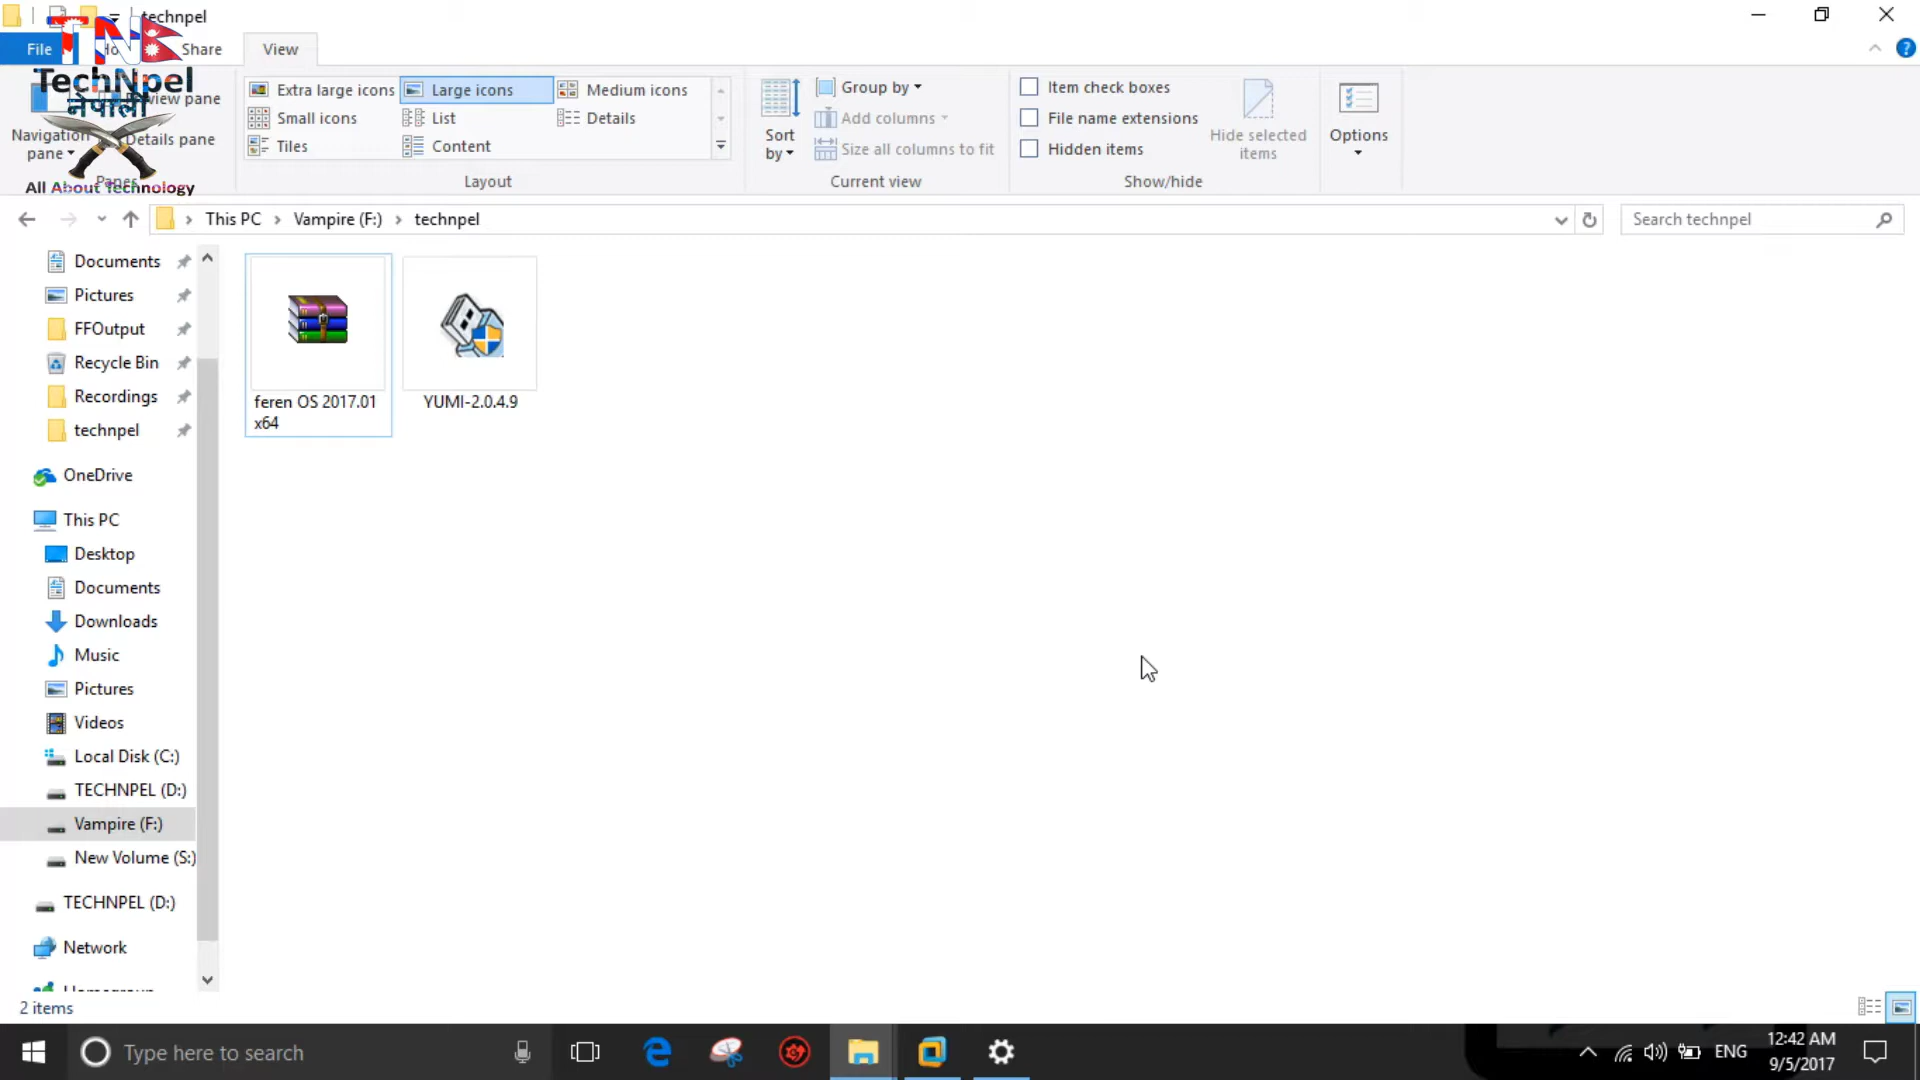 technpel
File
Share
View
TN
TechNpel
नेपाली
All About Technology
Navigation
pane
Details pane
Panes
Extra large icons
Large icons
Medium icons
Small icons
List
Details
Tiles
Content
Layout
Sort
by
Group by
Add columns
Size all columns to fit
Current view
Item check boxes
File name extensions
Hidden items
Hide selected
items
Show/hide
Options
This PC
Vampire (F:)
technpel
Search technpel
Documents
Pictures
FFOutput
Recycle Bin
Recordings
technpel
OneDrive
This PC
Desktop
Documents
Downloads
Music
Pictures
Videos
Local Disk (C:)
TECHNPEL (D:)
Vampire (F:)
New Volume (S:)
TECHNPEL (D:)
Network
feren OS 2017.01
x64
YUMI-2.0.4.9
2 items
Type here to search
ENG
12:42 AM
9/5/2017